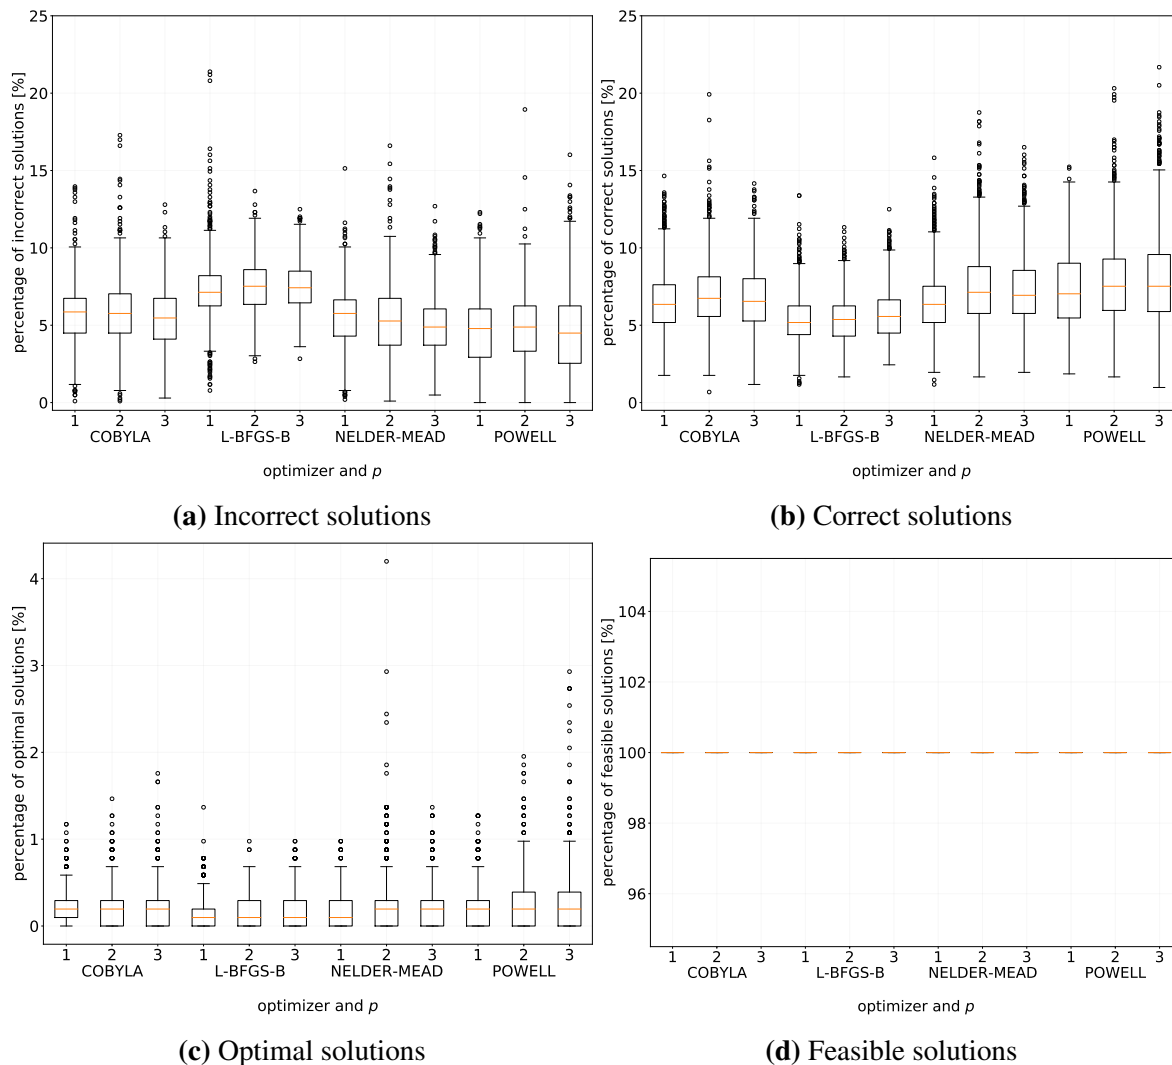 25
20
15
10
5
0
percentage of incorrect solutions [%]
1 2 3 1 2 3 1 2 3 1 2 3
COBYLA L-BFGS-B NELDER-MEAD POWELL
optimizer and p
(a) Incorrect solutions
25
20
15
10
5
0
percentage of correct solutions [%]
1 2 3 1 2 3 1 2 3 1 2 3
COBYLA L-BFGS-B NELDER-MEAD POWELL
optimizer and p
(b) Correct solutions
4
3
2
1
0
percentage of optimal solutions [%]
1 2 3 1 2 3 1 2 3 1 2 3
COBYLA L-BFGS-B NELDER-MEAD POWELL
optimizer and p
(c) Optimal solutions
104
102
100
98
96
percentage of feasible solutions [%]
1 2 3 1 2 3 1 2 3 1 2 3
COBYLA L-BFGS-B NELDER-MEAD POWELL
optimizer and p
(d) Feasible solutions